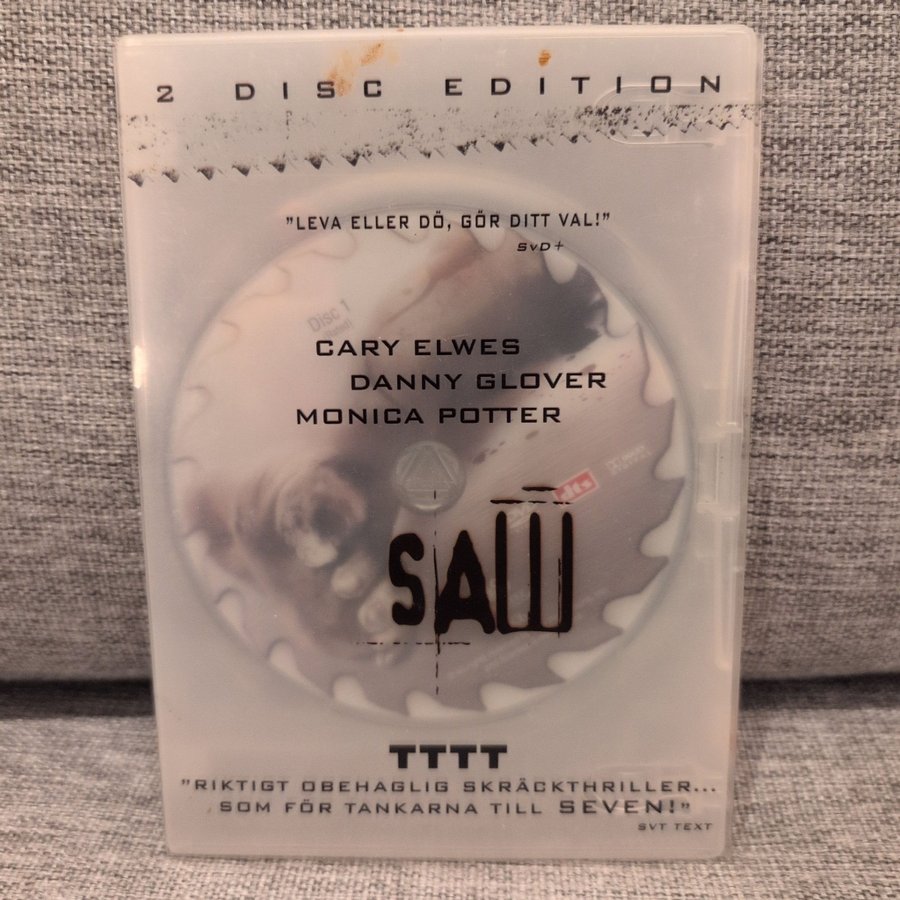 2 DISC EDITION
"LEVA ELLER DÖ, GÖR DITT VAL!"
SvD+
Disc 1
CARY ELWES
DANNY GLOVER
MONICA POTTER
dts
SAW
TTTT
"RIKTIGT OBEHAGLIG SKRÄCKTHRILLER...
SOM FÖR TANKARNA TILL SEVEN!"
SVT TEXT